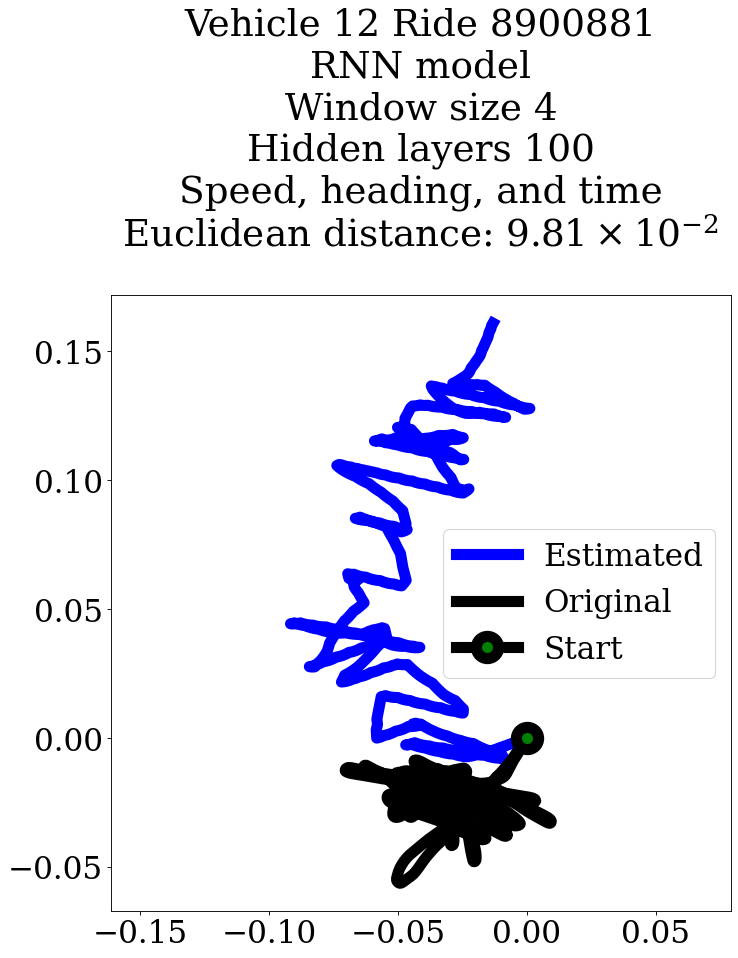 Vehicle 12 Ride 8900881
RNN model
Window size 4
Hidden layers 100
Speed, heading, and time
Euclidean distance: 9.81 × 10⁻²
0.15
0.10
0.05
0.00
−0.05
Estimated
Original
Start
−0.15 −0.10 −0.05 0.00 0.05